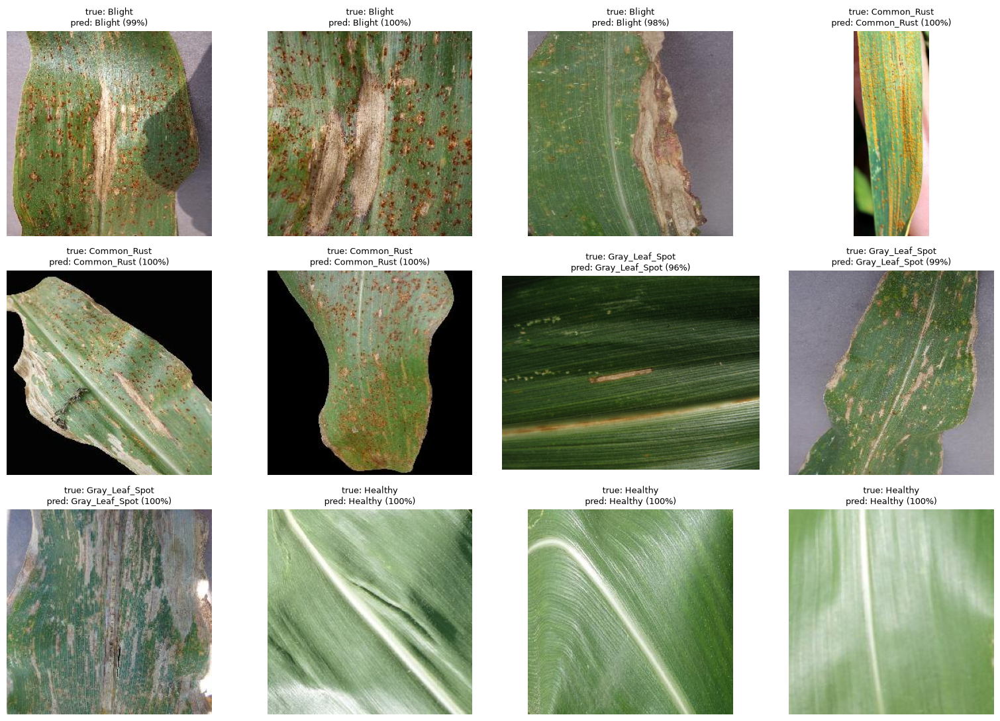 true: Blight
pred: Blight (99%)
true: Blight
pred: Blight (100%)
true: Blight
pred: Blight (98%)
true: Common_Rust
pred: Common_Rust (100%)
true: Common_Rust
pred: Common_Rust (100%)
true: Common_Rust
pred: Common_Rust (100%)
true: Gray_Leaf_Spot
pred: Gray_Leaf_Spot (96%)
true: Gray_Leaf_Spot
pred: Gray_Leaf_Spot (99%)
true: Gray_Leaf_Spot
pred: Gray_Leaf_Spot (100%)
true: Healthy
pred: Healthy (100%)
true: Healthy
pred: Healthy (100%)
true: Healthy
pred: Healthy (100%)